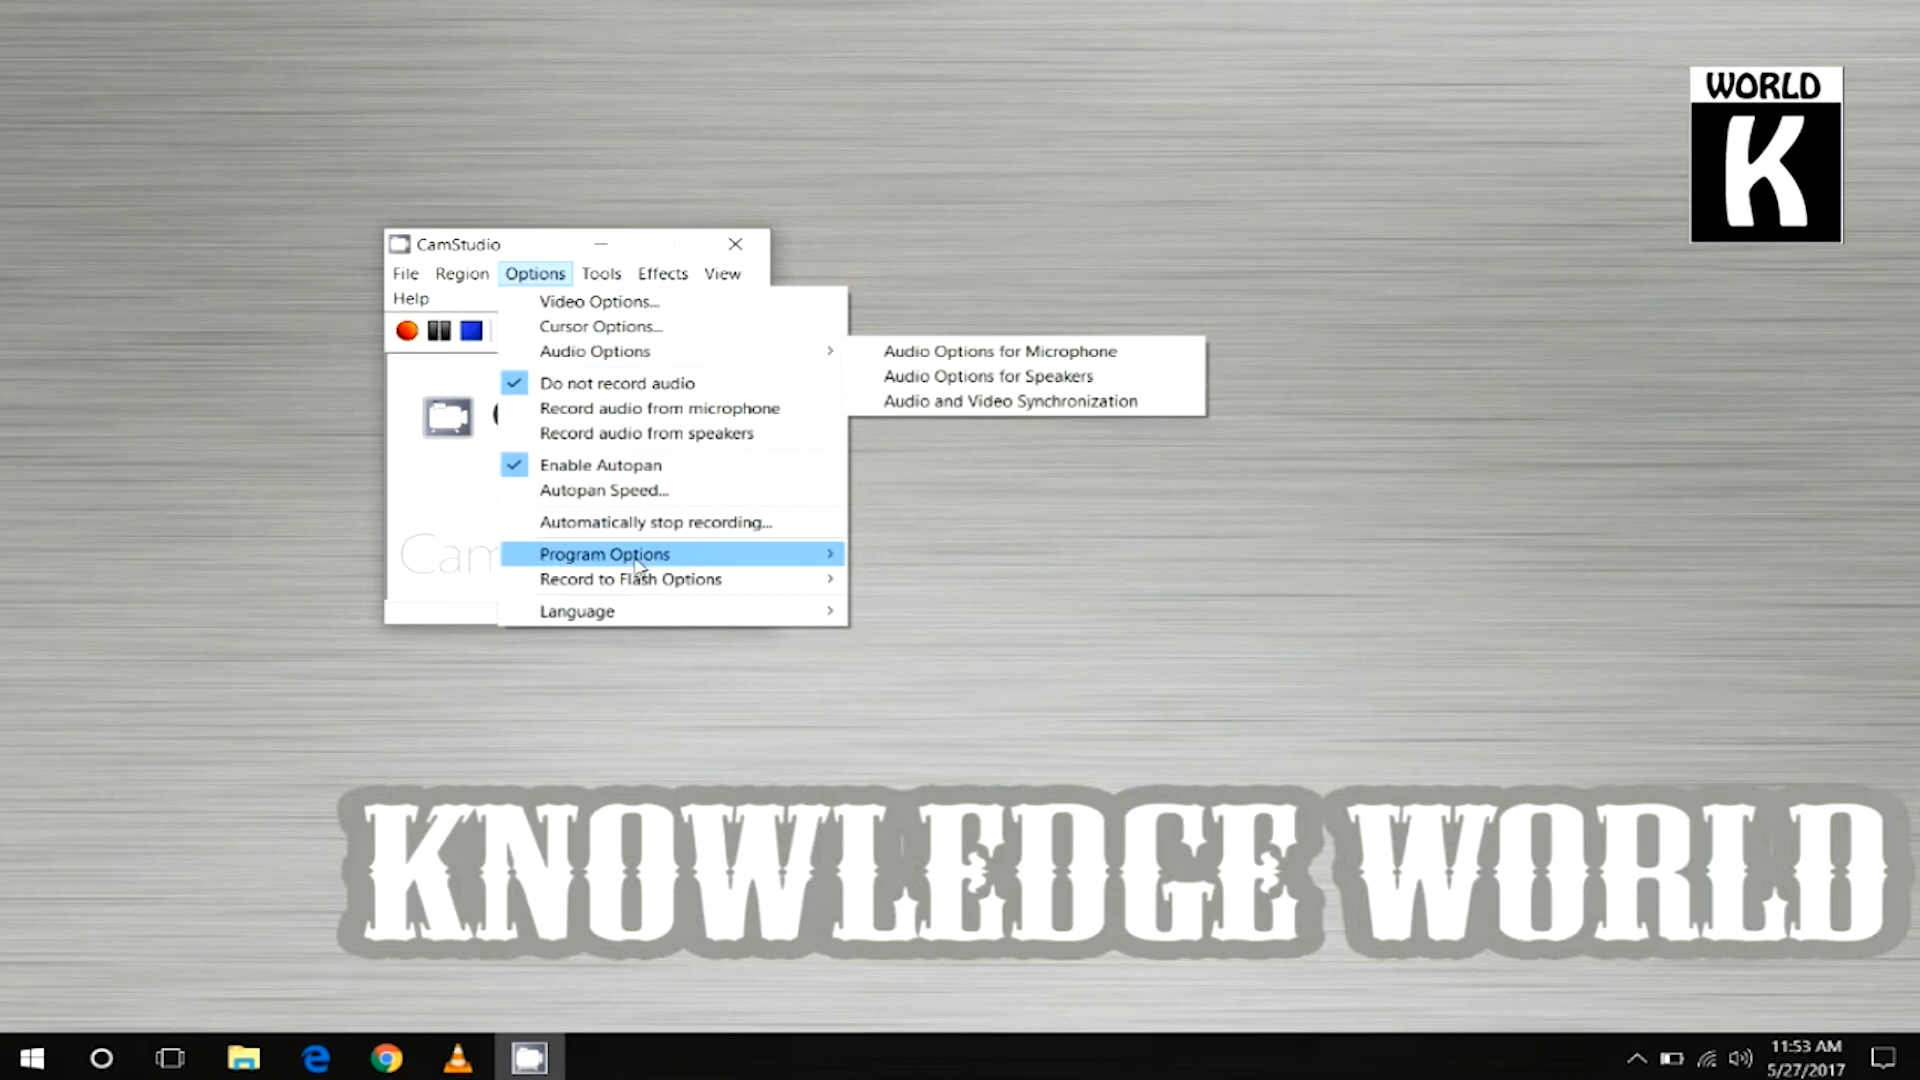 WORLD
K
CamStudio
File Region Options Tools Effects View
Help
Video Options...
Cursor Options...
Audio Options
Audio Options for Microphone
Audio Options for Speakers
Audio and Video Synchronization
Do not record audio
Record audio from microphone
Record audio from speakers
Enable Autopan
Autopan Speed...
Automatically stop recording...
Cam
Program Options
Record to Flash Options
Language
KNOWLEDGE WORLD
11:53 AM
5/27/2017